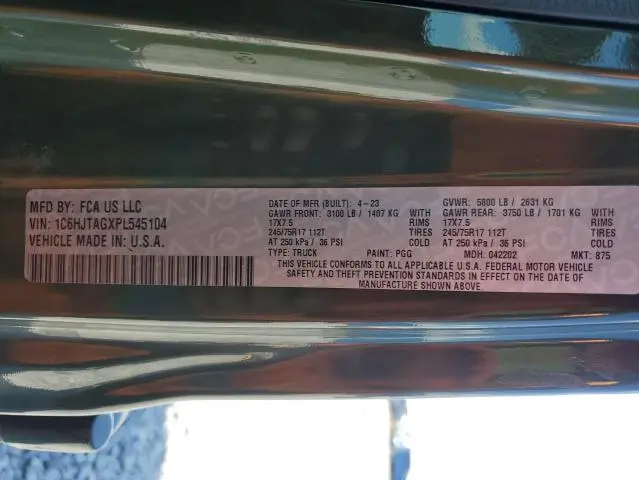 MFD BY: FCA US LLC
VIN: 1C6HJTAGXPL545104
VEHICLE MADE IN: U.S.A.
DATE OF MFR (BUILT): 4-23 GVWR: 5800 LB / 2631 KG
GAWR FRONT: 3100 LB / 1407 KG WITH GAWR REAR: 3750 LB / 1701 KG WITH
17X7.5 RIMS 17X7.5 RIMS
245/75R17 112T TIRES 245/75R17 112T TIRES
AT 250 kPa / 36 PSI COLD AT 250 kPa / 36 PSI COLD
TYPE: TRUCK PAINT: PGG MDH: 042202 MKT: 875
THIS VEHICLE CONFORMS TO ALL APPLICABLE U.S.A. FEDERAL MOTOR VEHICLE
SAFETY AND THEFT PREVENTION STANDARDS IN EFFECT ON THE DATE OF
MANUFACTURE SHOWN ABOVE.